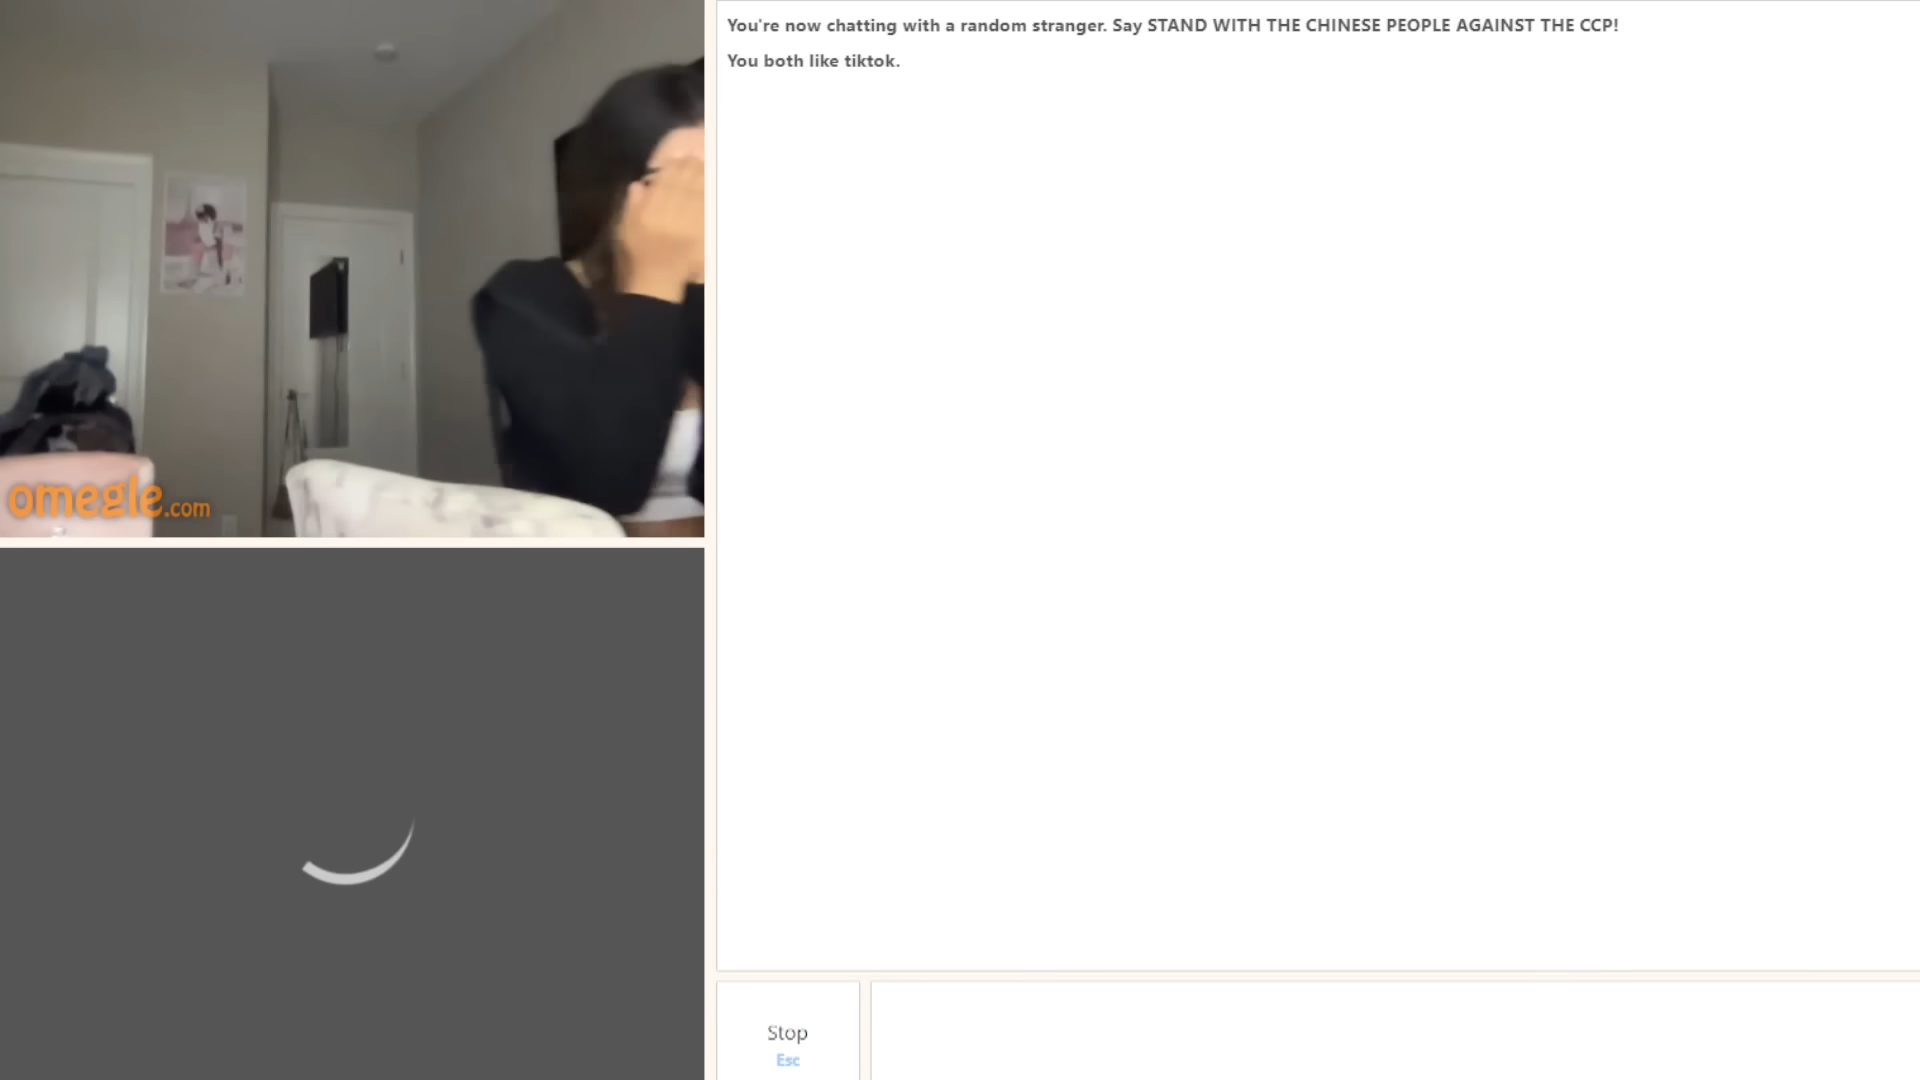 You're now chatting with a random stranger. Say STAND WITH THE CHINESE PEOPLE AGAINST THE CCP!
You both like tiktok.
omegle.com
Stop
Esc